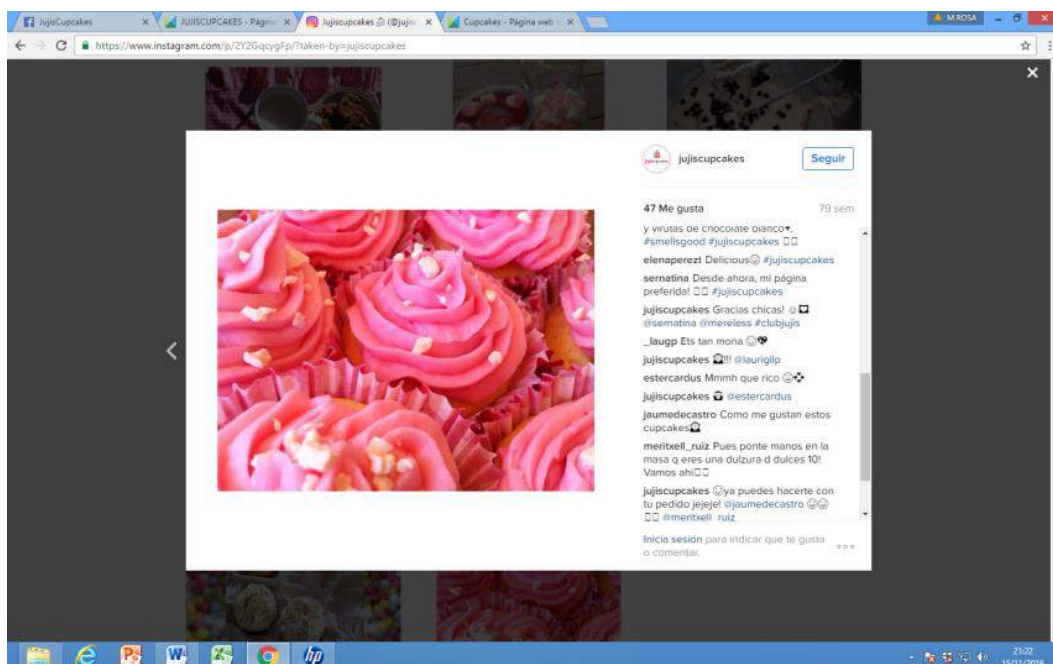 JujisCupcakes
JUJISCUPCAKES - Página
Jujiscupcakes
Cupcakes - Página web
M.ROSA
https://www.instagram.com/p/2Y2GqcygFp/?taken-by=jujiscupcakes
jujiscupcakes
Seguir
47 Me gusta
79 sem
y virutas de chocolate blanco♥.
#smellsgood #jujiscupcakes
elenaperezt Delicious #jujiscupcakes
sernatina Desde ahora, mi página
preferida! #jujiscupcakes
jujiscupcakes Gracias chicas!
@sernatina @mereless #clubjujis
_laugp Ets tan mona
jujiscupcakes !!! @laurigilp
estercardus Mmmh que rico
jujiscupcakes @estercardus
jaumedecastro Como me gustan estos
cupcakes
meritxell_ruiz Pues ponte manos en la
masa q eres una dulzura d dulces 10!
Vamos ahi
jujiscupcakes ya puedes hacerte con
tu pedido jejeje! @jaumedecastro
@meritxell_ruiz
Inicia sesión para indicar que te gusta
o comentar.
21:22
15/11/2016